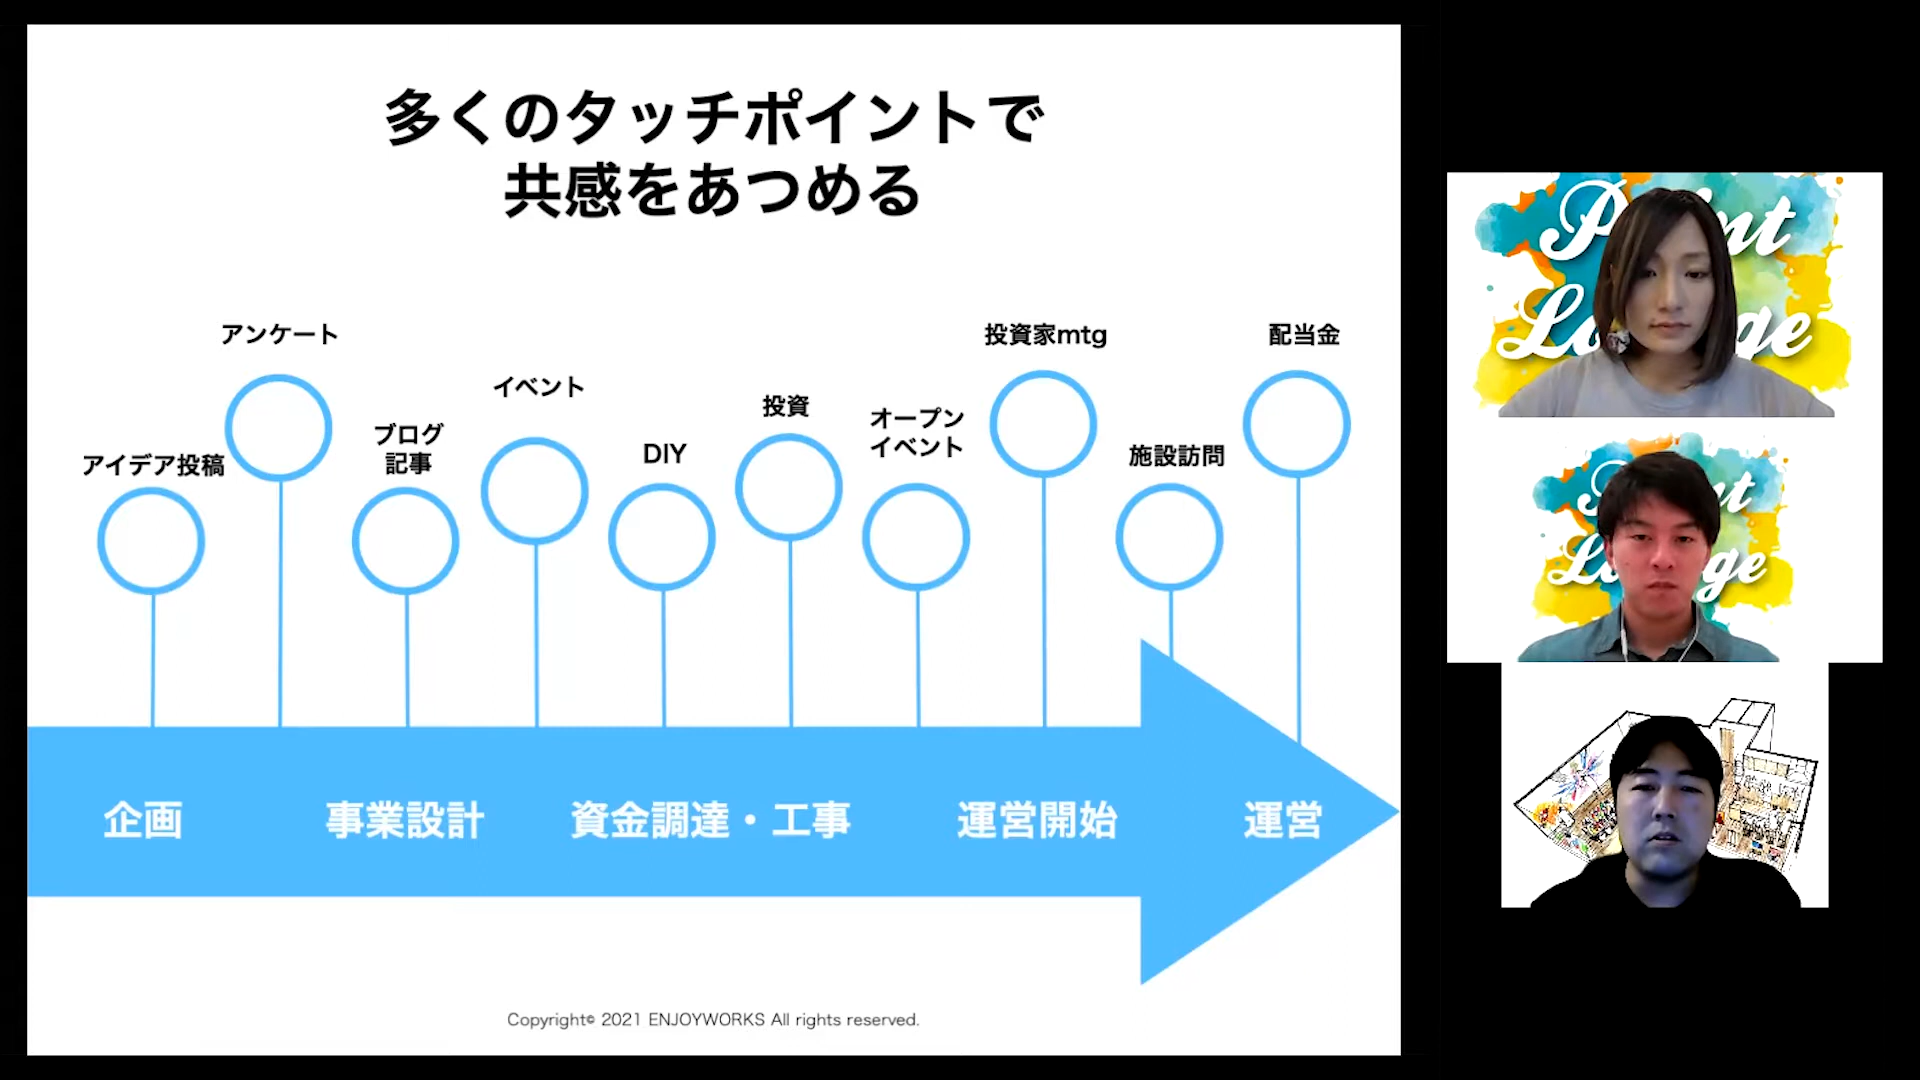 多くのタッチポイントで
共感をあつめる
アイデア投稿
アンケート
ブログ
記事
イベント
DIY
投資
オープン
イベント
投資家mtg
施設訪問
配当金
企画
事業設計
資金調達・工事
運営開始
運営
Copyright© 2021 ENJOYWORKS All rights reserved.